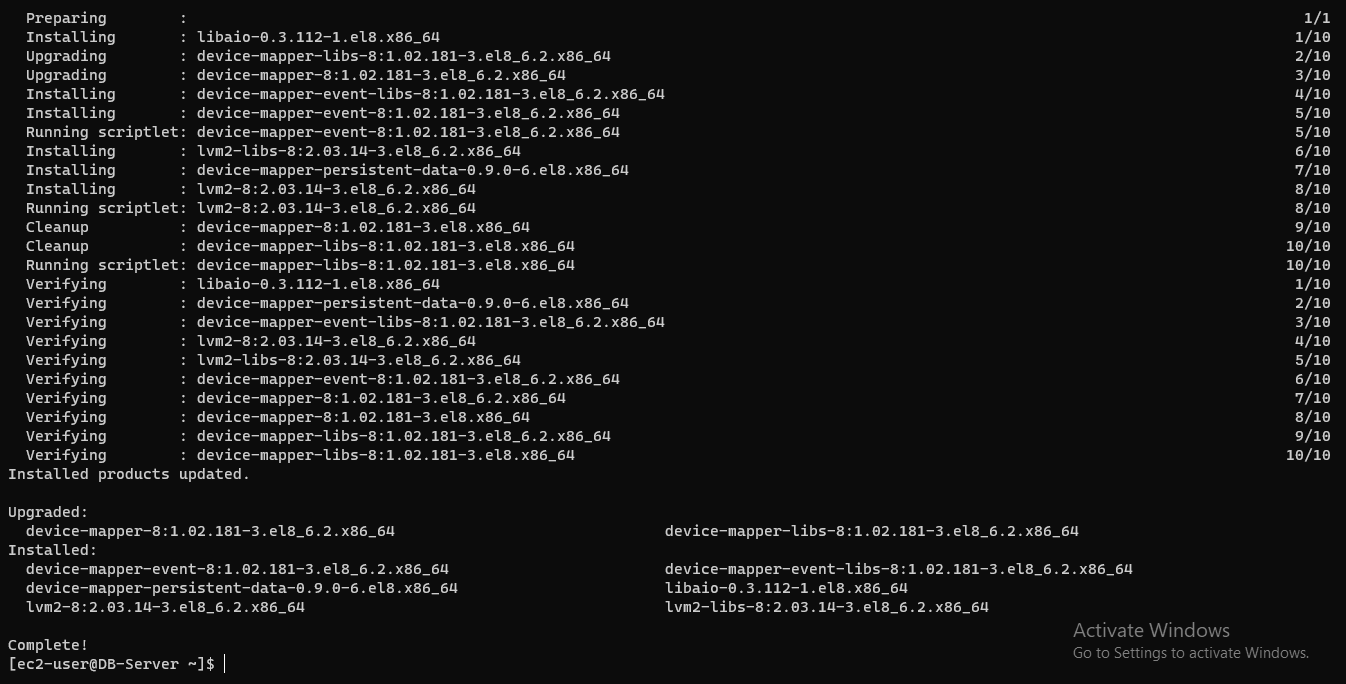 Preparing        :                                                        1/1
Installing       : libaio-0.3.112-1.el8.x86_64                            1/10
Upgrading        : device-mapper-libs-8:1.02.181-3.el8_6.2.x86_64         2/10
Upgrading        : device-mapper-8:1.02.181-3.el8_6.2.x86_64              3/10
Installing       : device-mapper-event-libs-8:1.02.181-3.el8_6.2.x86_64   4/10
Installing       : device-mapper-event-8:1.02.181-3.el8_6.2.x86_64        5/10
Running scriptlet: device-mapper-event-8:1.02.181-3.el8_6.2.x86_64        5/10
Installing       : lvm2-libs-8:2.03.14-3.el8_6.2.x86_64                   6/10
Installing       : device-mapper-persistent-data-0.9.0-6.el8.x86_64       7/10
Installing       : lvm2-8:2.03.14-3.el8_6.2.x86_64                        8/10
Running scriptlet: lvm2-8:2.03.14-3.el8_6.2.x86_64                        8/10
Cleanup          : device-mapper-8:1.02.181-3.el8.x86_64                  9/10
Cleanup          : device-mapper-libs-8:1.02.181-3.el8.x86_64             10/10
Running scriptlet: device-mapper-libs-8:1.02.181-3.el8.x86_64             10/10
Verifying        : libaio-0.3.112-1.el8.x86_64                            1/10
Verifying        : device-mapper-persistent-data-0.9.0-6.el8.x86_64       2/10
Verifying        : device-mapper-event-libs-8:1.02.181-3.el8_6.2.x86_64   3/10
Verifying        : lvm2-8:2.03.14-3.el8_6.2.x86_64                        4/10
Verifying        : lvm2-libs-8:2.03.14-3.el8_6.2.x86_64                   5/10
Verifying        : device-mapper-event-8:1.02.181-3.el8_6.2.x86_64        6/10
Verifying        : device-mapper-8:1.02.181-3.el8_6.2.x86_64              7/10
Verifying        : device-mapper-8:1.02.181-3.el8.x86_64                  8/10
Verifying        : device-mapper-libs-8:1.02.181-3.el8_6.2.x86_64         9/10
Verifying        : device-mapper-libs-8:1.02.181-3.el8.x86_64             10/10
Installed products updated.

Upgraded:
device-mapper-8:1.02.181-3.el8_6.2.x86_64          device-mapper-libs-8:1.02.181-3.el8_6.2.x86_64
Installed:
device-mapper-event-8:1.02.181-3.el8_6.2.x86_64    device-mapper-event-libs-8:1.02.181-3.el8_6.2.x86_64
device-mapper-persistent-data-0.9.0-6.el8.x86_64   libaio-0.3.112-1.el8.x86_64
lvm2-8:2.03.14-3.el8_6.2.x86_64                    lvm2-libs-8:2.03.14-3.el8_6.2.x86_64

Complete!
[ec2-user@DB-Server ~]$
Activate Windows
Go to Settings to activate Windows.